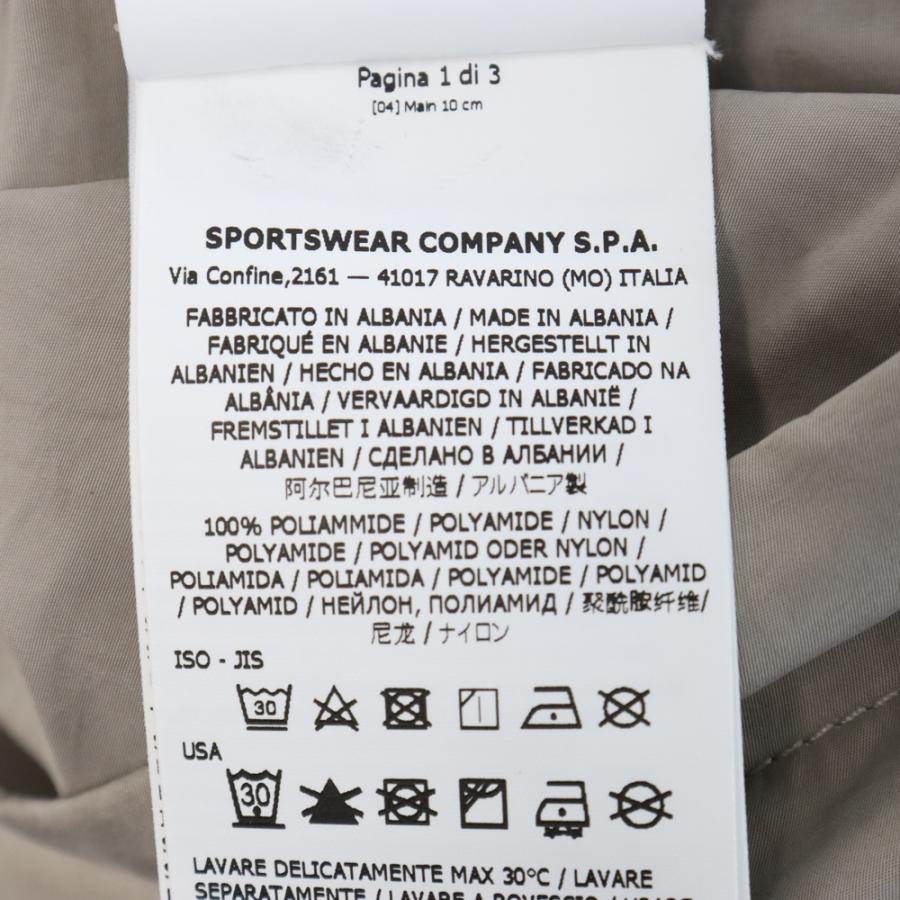 Pagina 1 di 3
[04] Main 10 cm
SPORTSWEAR COMPANY S.P.A.
Via Confine,2161 — 41017 RAVARINO (MO) ITALIA
FABBRICATO IN ALBANIA / MADE IN ALBANIA /
FABRIQUÉ EN ALBANIE / HERGESTELLT IN
ALBANIEN / HECHO EN ALBANIA / FABRICADO NA
ALBÂNIA / VERVAARDIGD IN ALBANIË /
FREMSTILLET I ALBANIEN / TILLVERKAD I
ALBANIEN / СДЕЛАНО В АЛБАНИИ /
阿尔巴尼亚制造 / アルバニア製
100% POLIAMMIDE / POLYAMIDE / NYLON /
POLYAMIDE / POLYAMID ODER NYLON /
POLIAMIDA / POLIAMIDA / POLYAMIDE / POLYAMID
/ POLYAMID / НЕЙЛОН, ПОЛИАМИД / 聚酰胺纤维/
尼龙 / ナイロン
ISO - JIS
30
USA
30
LAVARE DELICATAMENTE MAX 30°C / LAVARE
SEPARATAMENTE / LAVARE A ROVESCIO / USARE